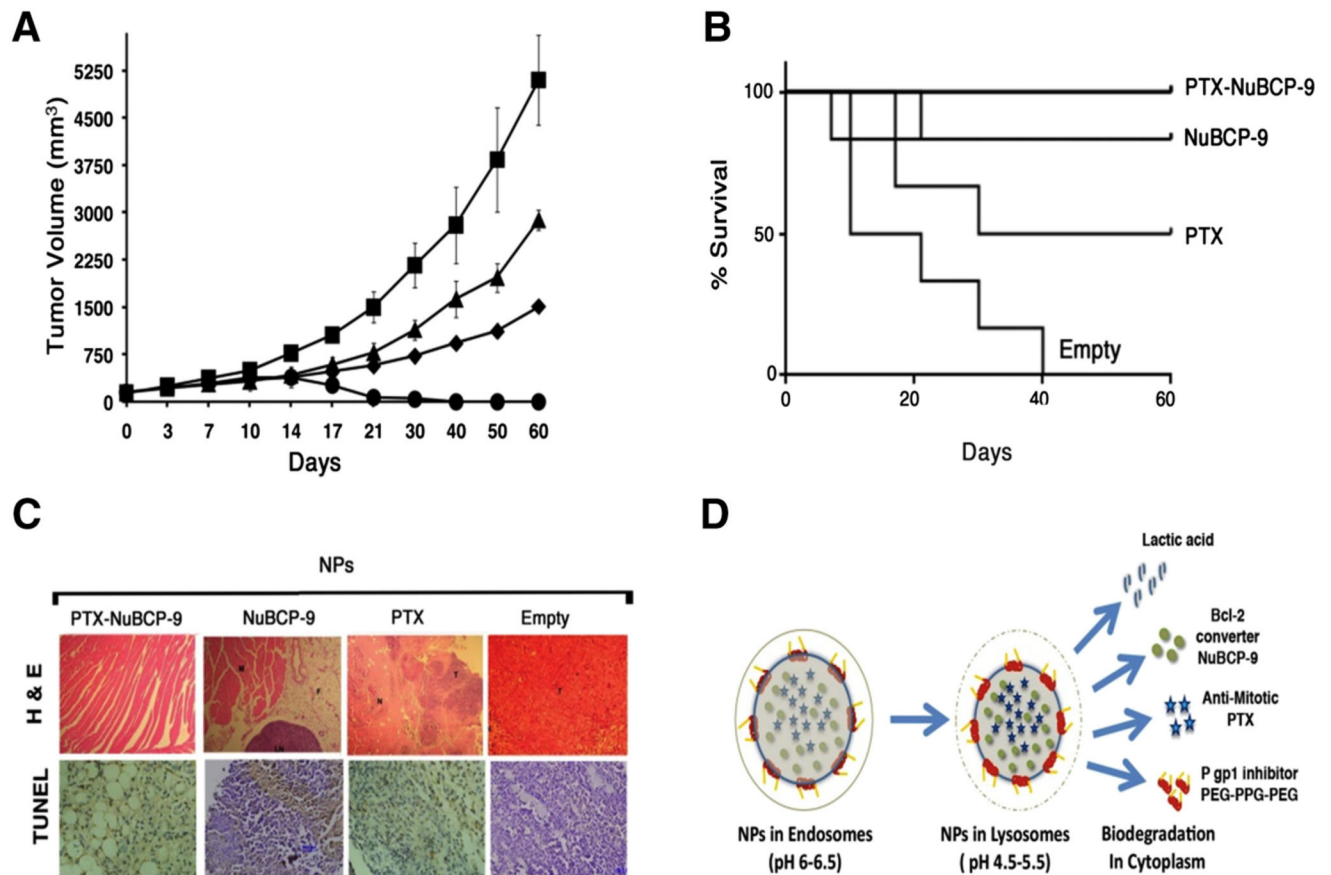 A
Tumor Volume (mm³)
5250
4500
3750
3000
2250
1500
750
0
0 3 7 10 14 17 21 30 40 50 60
Days
B
% Survival
100
50
0
PTX-NuBCP-9
NuBCP-9
PTX
Empty
0 20 40 60
Days
C
NPs
PTX-NuBCP-9 NuBCP-9 PTX Empty
H & E
M
F
LN
N
T
T
TUNEL
D
Lactic acid
Bcl-2
converter
NuBCP-9
Anti-Mitotic
PTX
P gp1 inhibitor
PEG-PPG-PEG
NPs in Endosomes
(pH 6-6.5)
NPs in Lysosomes
( pH 4.5-5.5)
Biodegradation
In Cytoplasm